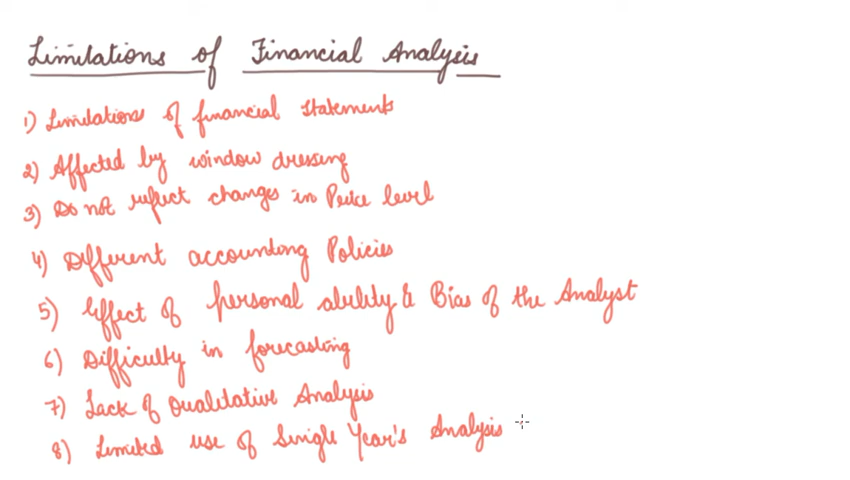 Limitations of Financial Analysis
1) Limitations of financial statements
2) Affected by window dressing
3) Do not reflect changes in Price level
4) Different accounting Policies
5) Effect of personal ability & Bias of the Analyst
6) Difficulty in forecasting
7) Lack of Qualitative Analysis
8) Limited use of Single Year's Analysis